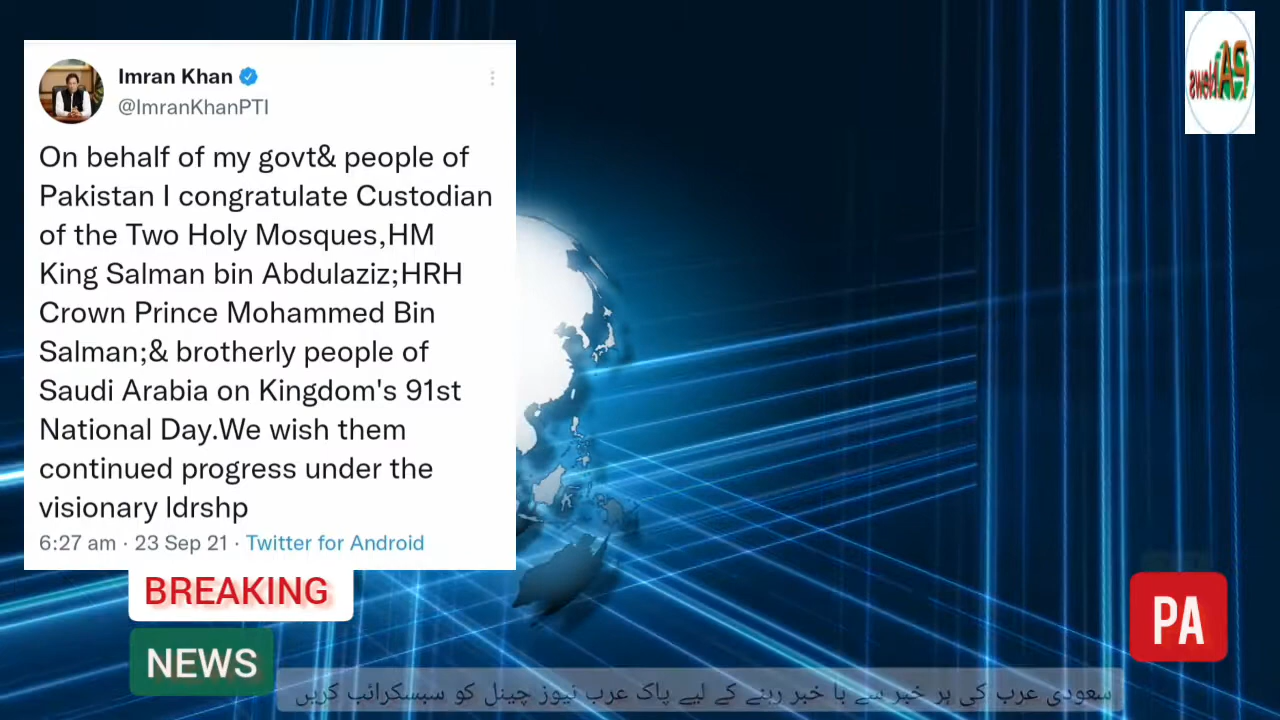 Imran Khan
@ImranKhanPTI
On behalf of my govt& people of
Pakistan I congratulate Custodian
of the Two Holy Mosques,HM
King Salman bin Abdulaziz;HRH
Crown Prince Mohammed Bin
Salman;& brotherly people of
Saudi Arabia on Kingdom's 91st
National Day.We wish them
continued progress under the
visionary ldrshp
6:27 am · 23 Sep 21 · Twitter for Android
BREAKING
NEWS
سعودی عرب کی ہر خبر سے با خبر رہنے کے لیے پاک عرب نیوز چینل کو سبسکرائب کریں
PA
PA News